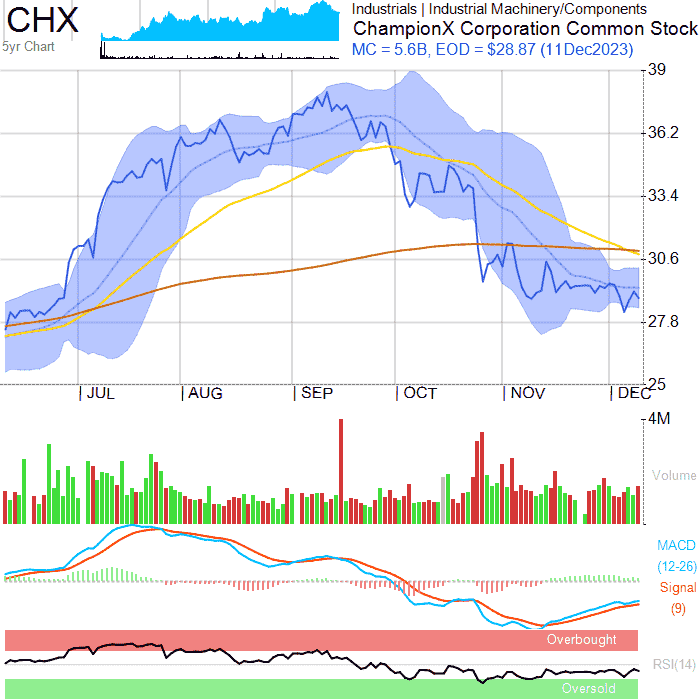 CHX
5yr Chart
Industrials | Industrial Machinery/Components
ChampionX Corporation Common Stock
MC = 5.6B, EOD = $28.87 (11Dec2023)
39
36.2
33.4
30.6
27.8
25
JUL
AUG
SEP
OCT
NOV
DEC
4M
Volume
MACD
(12-26)
Signal
(9)
Overbought
RSI(14)
Oversold